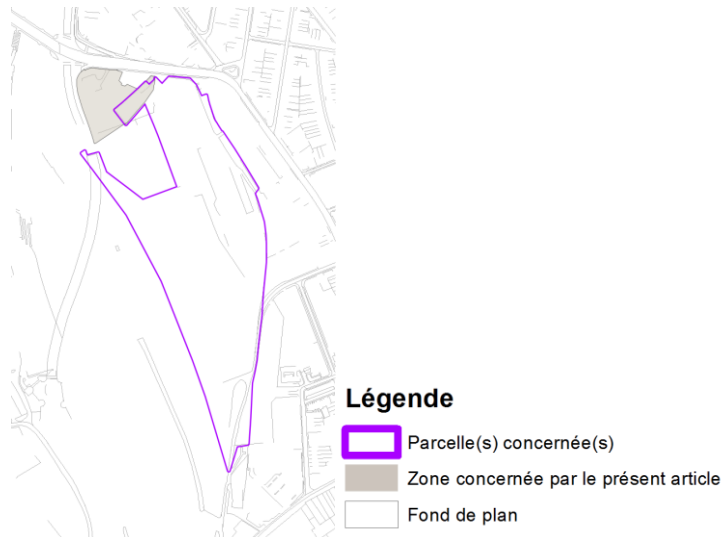 Légende
Parcelle(s) concernée(s)
Zone concernée par le présent article
Fond de plan